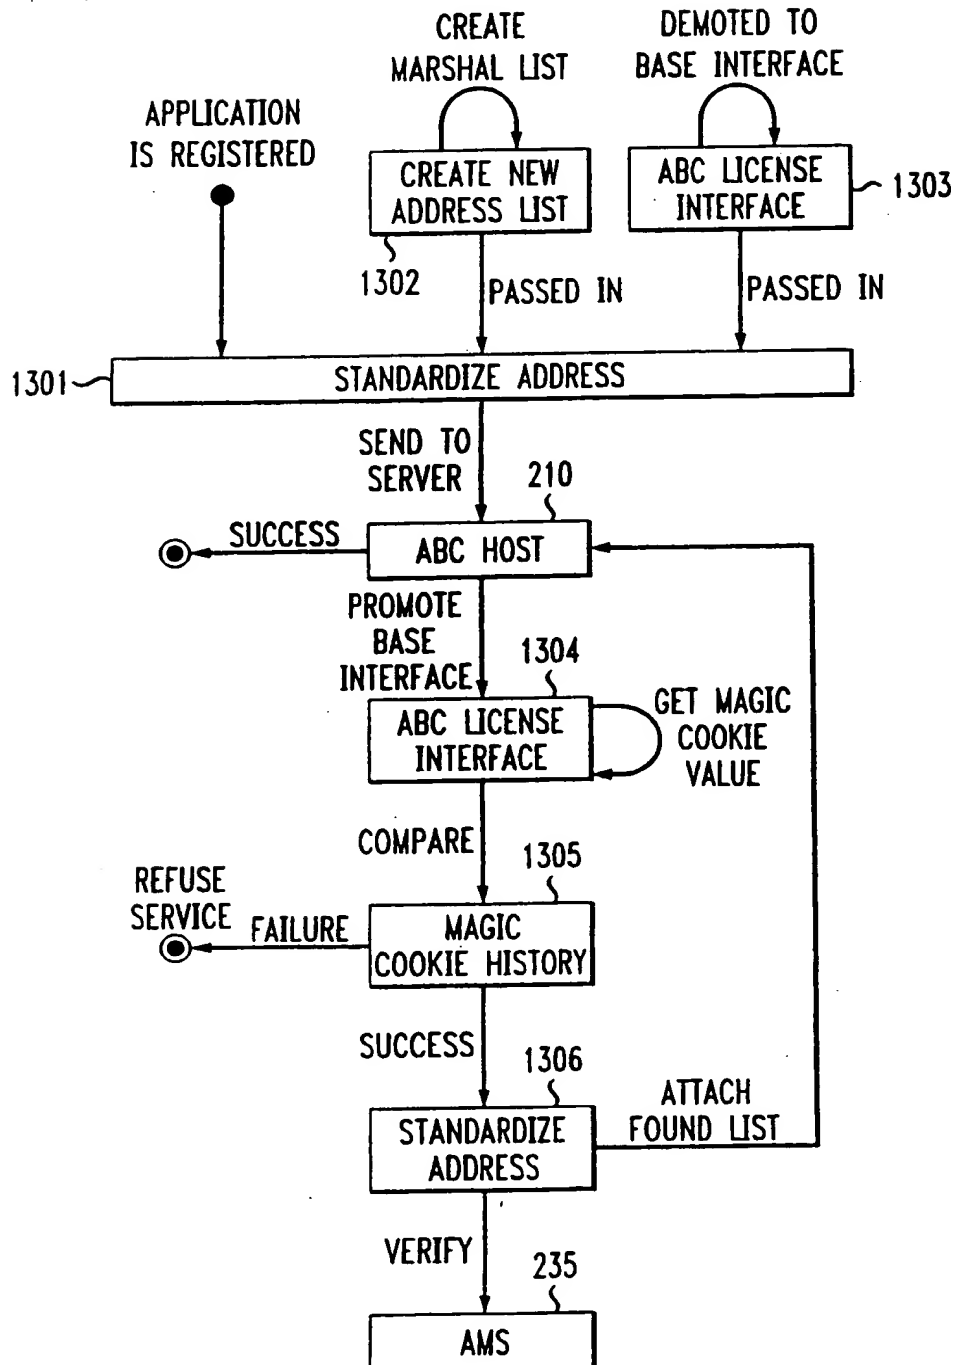 CREATE
MARSHAL LIST
DEMOTED TO
BASE INTERFACE
APPLICATION
IS REGISTERED
CREATE NEW
ADDRESS LIST
ABC LICENSE
INTERFACE
1303
1302
PASSED IN
PASSED IN
1301
STANDARDIZE ADDRESS
SEND TO
SERVER
210
SUCCESS
ABC HOST
PROMOTE
BASE
INTERFACE
1304
ABC LICENSE
INTERFACE
GET MAGIC
COOKIE
VALUE
COMPARE
1305
REFUSE
SERVICE
FAILURE
MAGIC
COOKIE HISTORY
SUCCESS
1306
STANDARDIZE
ADDRESS
ATTACH
FOUND LIST
VERIFY
235
AMS